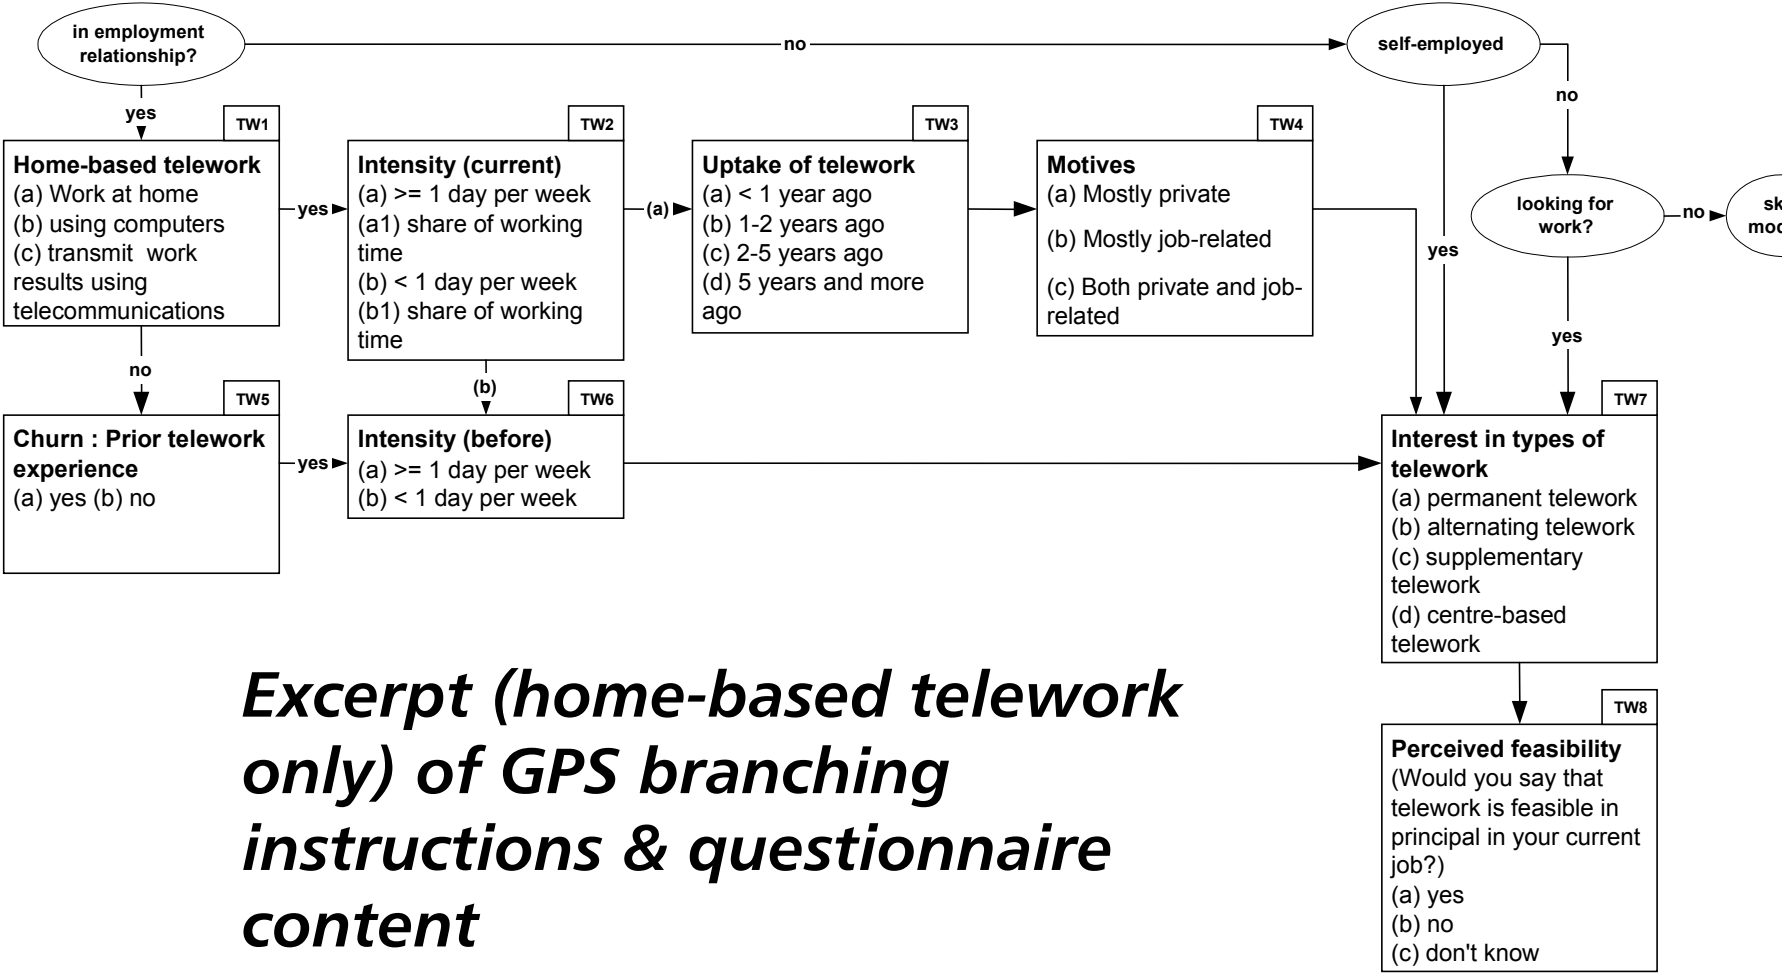 in employment
relationship?
no
self-employed
no
yes
TW1
Home-based telework
(a) Work at home
(b) using computers
(c) transmit work
results using
telecommunications
yes
TW2
Intensity (current)
(a) >= 1 day per week
(a1) share of working
time
(b) < 1 day per week
(b1) share of working
time
(a)
TW3
Uptake of telework
(a) < 1 year ago
(b) 1-2 years ago
(c) 2-5 years ago
(d) 5 years and more
ago
TW4
Motives
(a) Mostly private
(b) Mostly job-related
(c) Both private and job-
related
yes
looking for
work?
no
yes
no
(b)
TW5
Churn : Prior telework
experience
(a) yes (b) no
yes
TW6
Intensity (before)
(a) >= 1 day per week
(b) < 1 day per week
TW7
Interest in types of
telework
(a) permanent telework
(b) alternating telework
(c) supplementary
telework
(d) centre-based
telework
TW8
Perceived feasibility
(Would you say that
telework is feasible in
principal in your current
job?)
(a) yes
(b) no
(c) don't know
Excerpt (home-based telework
only) of GPS branching
instructions & questionnaire
content